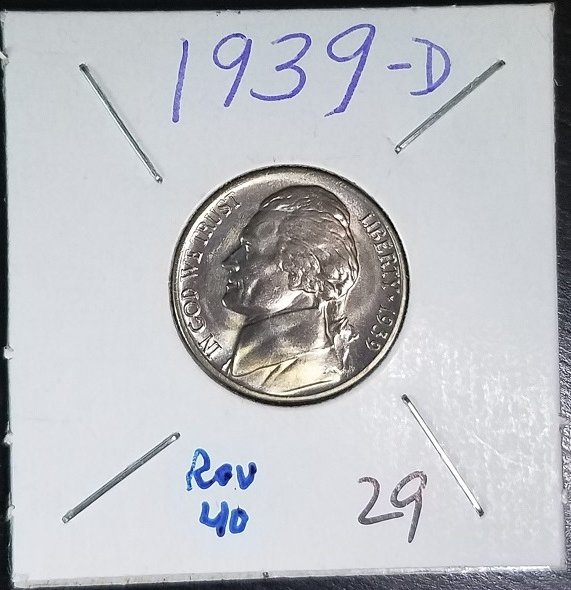 1939-D
IN GOD WE TRUST
LIBERTY ★ 1939
Rev
40
29